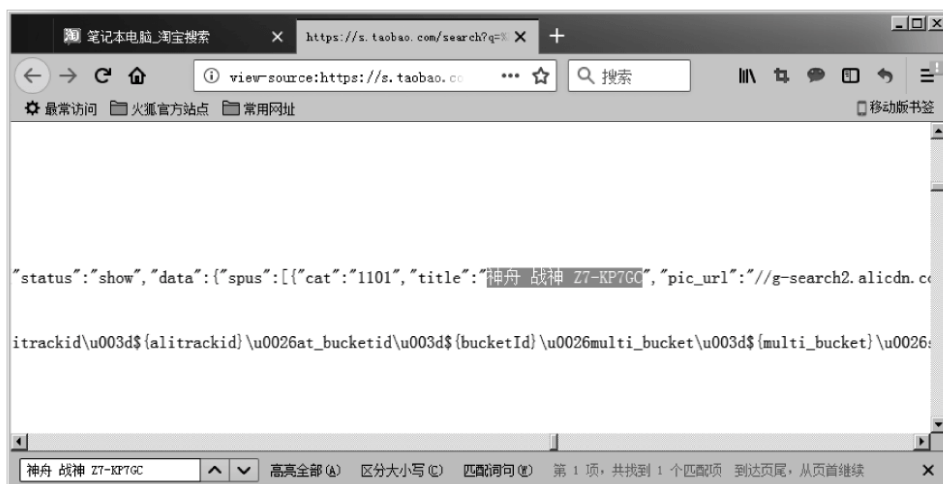 淘 笔记本电脑_淘宝搜索 × https://s.taobao.com/search?q=% × +
view-source:https://s.taobao.co ··· 搜索
最常访问 火狐官方站点 常用网址 移动版书签
"status":"show","data":{"spus":[{"cat":"1101","title":"神舟 战神 Z7-KP7GC","pic_url":"//g-search2.alicdn.co
itrackid\u003d${alitrackid}\u0026at_bucketid\u003d${bucketId}\u0026multi_bucket\u003d${multi_bucket}\u0026s
神舟 战神 Z7-KP7GC 高亮全部(A) 区分大小写(C) 匹配词句(W) 第 1 项，共找到 1 个匹配项 到达页尾，从页首继续 ×